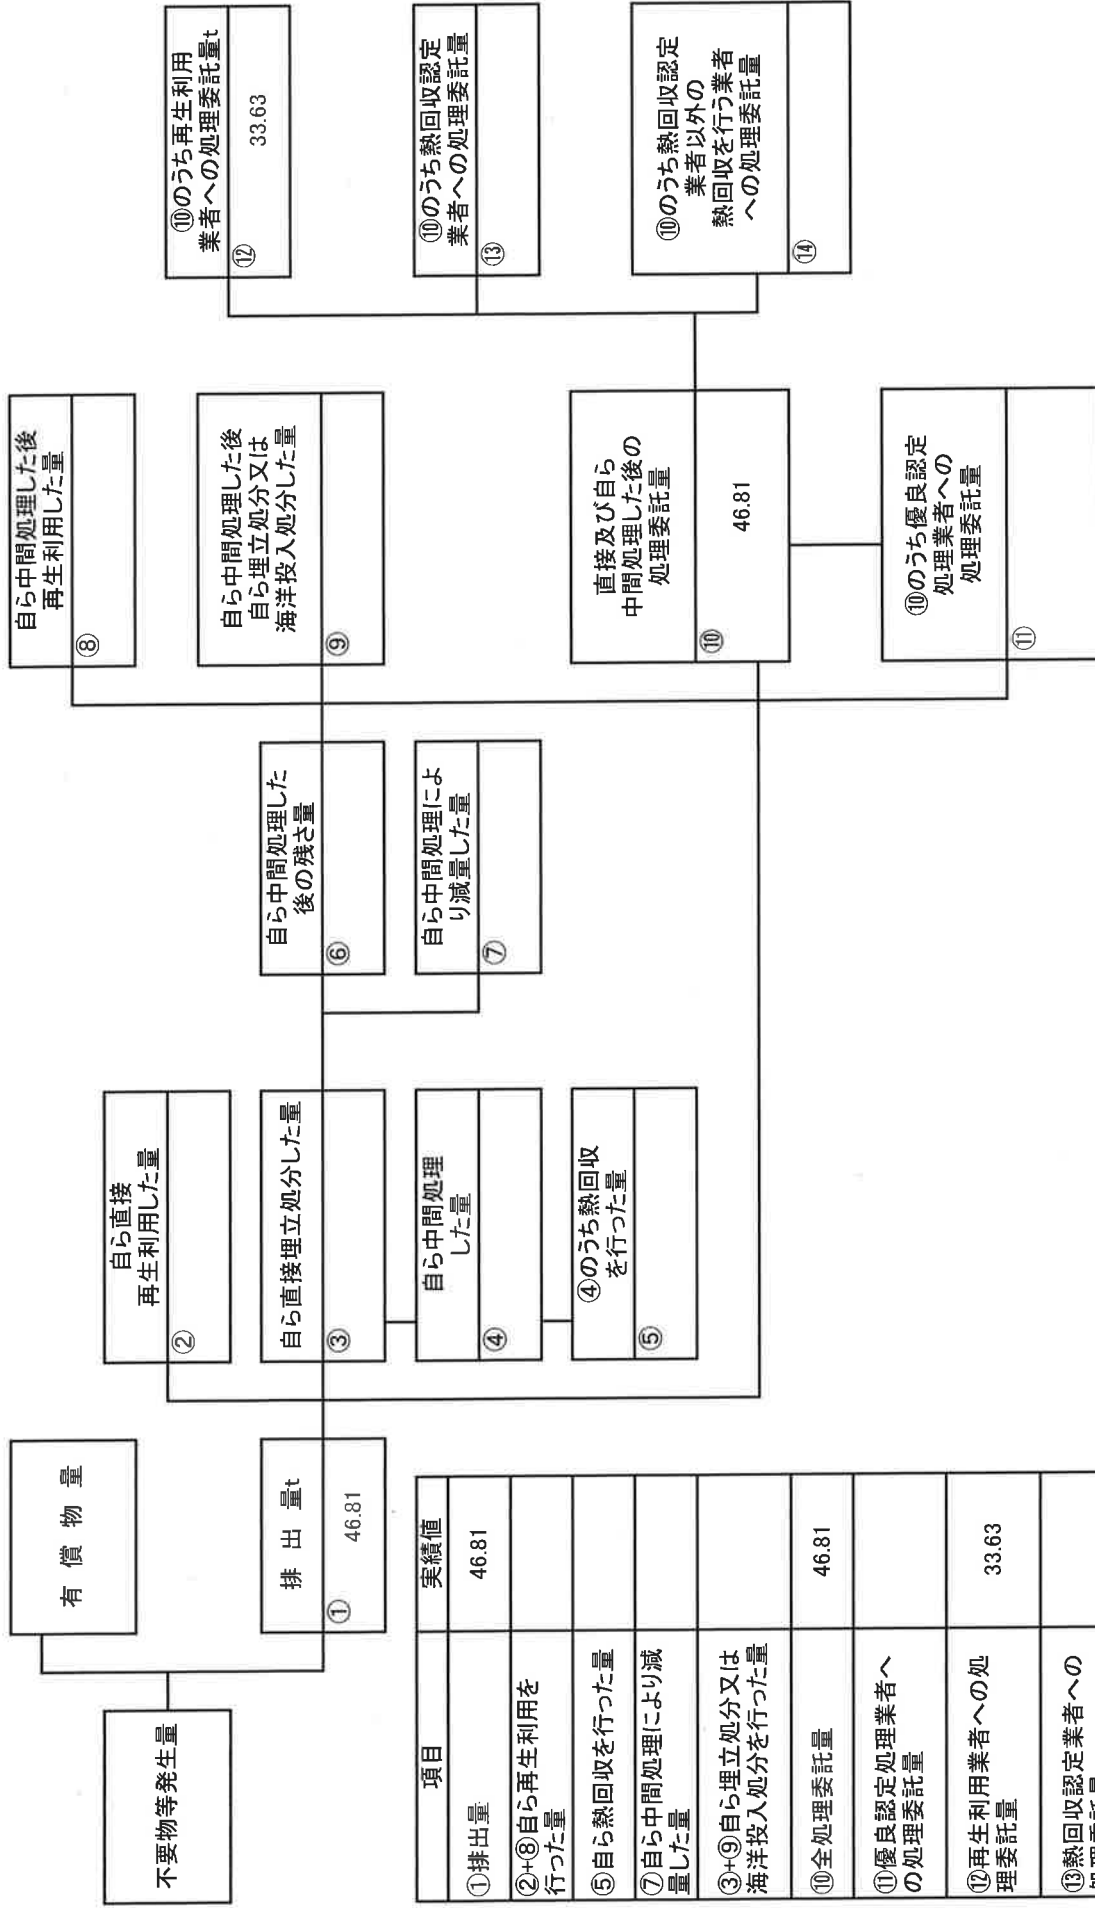 不要物等発生量
有償物量
排出量t
①
46.81
自ら直接
再生利用した量
②
自ら直接埋立処分した量
③
自ら中間処理
した量
④
④のうち熱回収
を行った量
⑤
自ら中間処理した
後の残さ量
⑥
自ら中間処理によ
り減量した量
⑦
自ら中間処理した後
再生利用した量
⑧
自ら中間処理した後
自ら埋立処分又は
海洋投入処分した量
⑨
直接及び自ら
中間処理した後の
処理委託量
⑩
46.81
⑩のうち優良認定
処理業者への
処理委託量
⑪
⑩のうち再生利用
業者への処理委託量t
⑫
33.63
⑩のうち熱回収認定
業者への処理委託量
⑬
⑩のうち熱回収認定
業者以外の
熱回収を行う業者
への処理委託量
⑭
項目 実績値
①排出量 46.81
②+⑧自ら再生利用を
行った量
⑤自ら熱回収を行った量
⑦自ら中間処理により減
量した量
③+⑨自ら埋立処分又は
海洋投入処分を行った量
⑩全処理委託量 46.81
⑪優良認定処理業者へ
の処理委託量
⑫再生利用業者への処
理委託量 33.63
⑬熱回収認定業者への